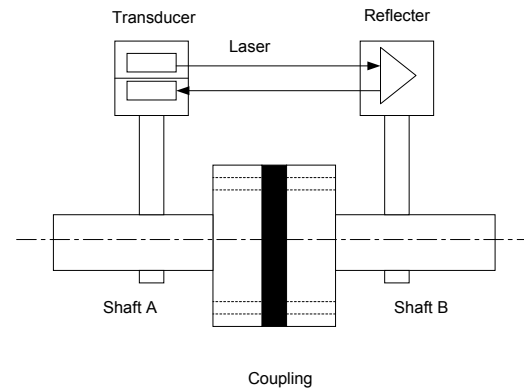 Transducer
Reflecter
Laser
Shaft A
Shaft B
Coupling